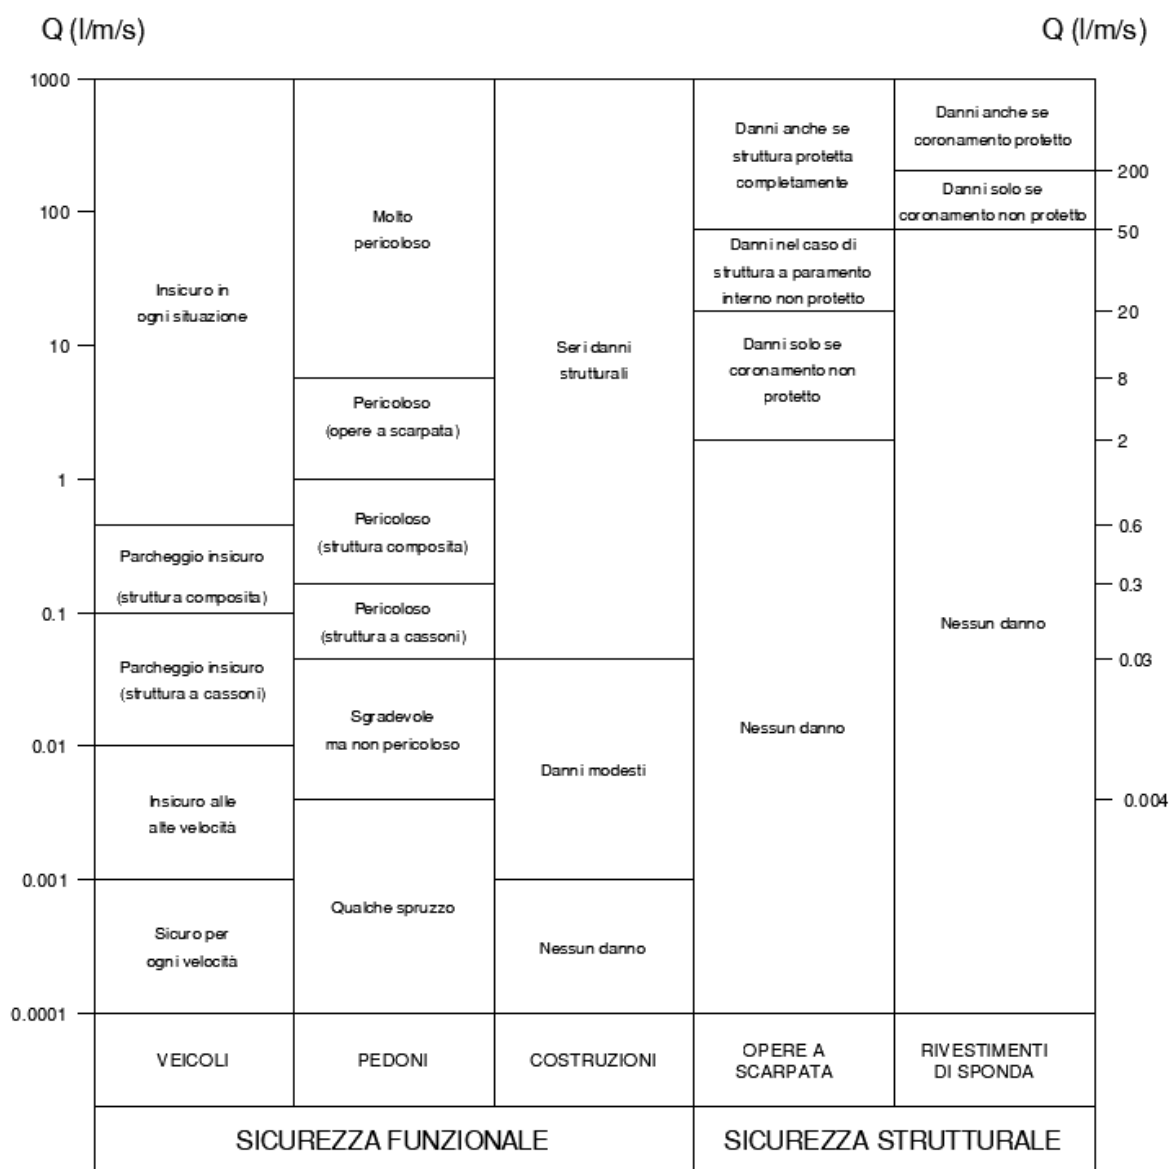 Q (l/m/s)
Q (l/m/s)
1000
100
10
1
0.1
0.01
0.001
0.0001
Insicuro in
ogni situazione
Parcheggio insicuro
(struttura composita)
Parcheggio insicuro
(struttura a cassoni)
Insicuro alle
alte velocità
Sicuro per
ogni velocità
VEICOLI
Molto
pericoloso
Pericoloso
(opere a scarpata)
Pericoloso
(struttura composita)
Pericoloso
(struttura a cassoni)
Sgradevole
ma non pericoloso
Qualche spruzzo
PEDONI
Seri danni
strutturali
Danni modesti
Nessun danno
COSTRUZIONI
Danni anche se
struttura protetta
completamente
Danni nel caso di
struttura a paramento
interno non protetto
Danni solo se
coronamento non
protetto
Nessun danno
OPERE A
SCARPATA
Danni anche se
coronamento protetto
Danni solo se
coronamento non protetto
Nessun danno
RIVESTIMENTI
DI SPONDA
200
50
20
8
2
0.6
0.3
0.03
0.004
SICUREZZA FUNZIONALE
SICUREZZA STRUTTURALE